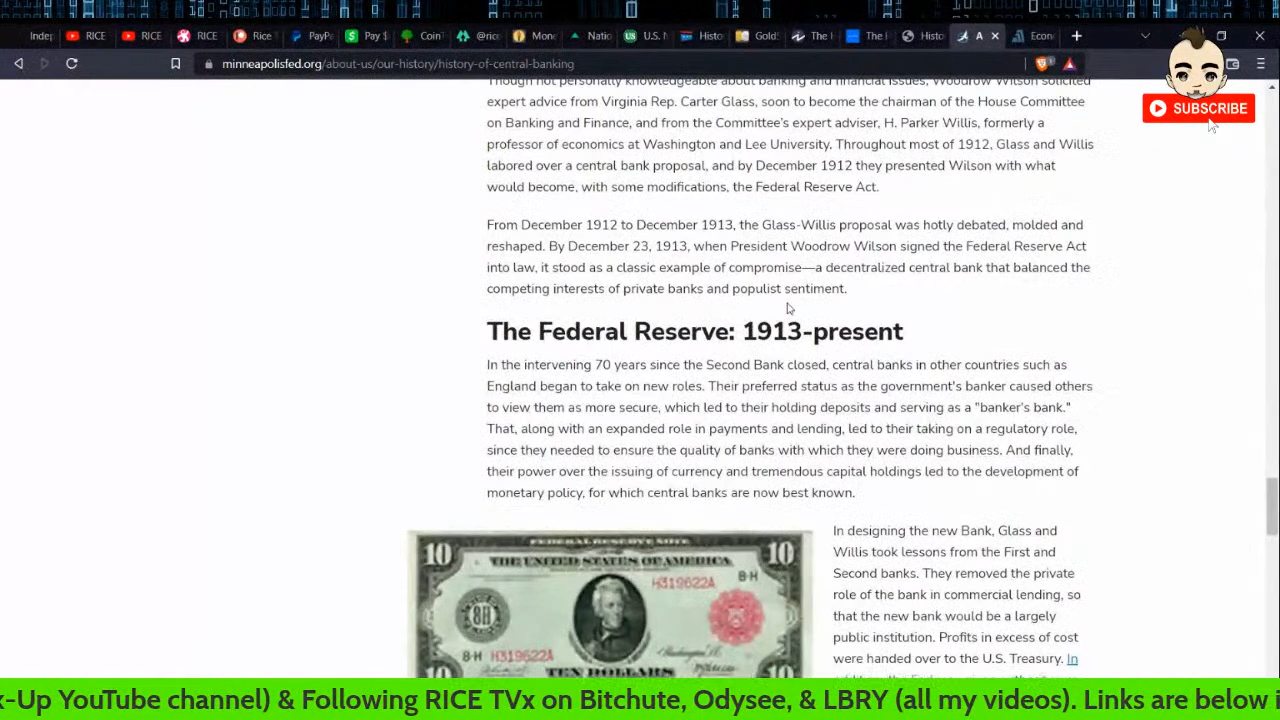 Indep RICE RICE RICE Rice PayPa Pay $ CoinT @rice Mone Natio U.S. N Histo GoldS The H The F Histo A Econ
minneapolisfed.org/about-us/our-history/history-of-central-banking
SUBSCRIBE
Though not personally knowledgeable about banking and financial issues, Woodrow Wilson solicited
expert advice from Virginia Rep. Carter Glass, soon to become the chairman of the House Committee
on Banking and Finance, and from the Committee's expert adviser, H. Parker Willis, formerly a
professor of economics at Washington and Lee University. Throughout most of 1912, Glass and Willis
labored over a central bank proposal, and by December 1912 they presented Wilson with what
would become, with some modifications, the Federal Reserve Act.
From December 1912 to December 1913, the Glass-Willis proposal was hotly debated, molded and
reshaped. By December 23, 1913, when President Woodrow Wilson signed the Federal Reserve Act
into law, it stood as a classic example of compromise—a decentralized central bank that balanced the
competing interests of private banks and populist sentiment.
The Federal Reserve: 1913-present
In the intervening 70 years since the Second Bank closed, central banks in other countries such as
England began to take on new roles. Their preferred status as the government's banker caused others
to view them as more secure, which led to their holding deposits and serving as a "banker's bank."
That, along with an expanded role in payments and lending, led to their taking on a regulatory role,
since they needed to ensure the quality of banks with which they were doing business. And finally,
their power over the issuing of currency and tremendous capital holdings led to the development of
monetary policy, for which central banks are now best known.
In designing the new Bank, Glass and
Willis took lessons from the First and
Second banks. They removed the private
role of the bank in commercial lending, so
that the new bank would be a largely
public institution. Profits in excess of cost
were handed over to the U.S. Treasury. In
FEDERAL RESERVE NOTE
10 THE UNITED STATES OF AMERICA 10
H319622A 8-H
8H
8-H H319622A
TEN DOLLARS
x-Up YouTube channel) & Following RICE TVx on Bitchute, Odysee, & LBRY (all my videos). Links are below i